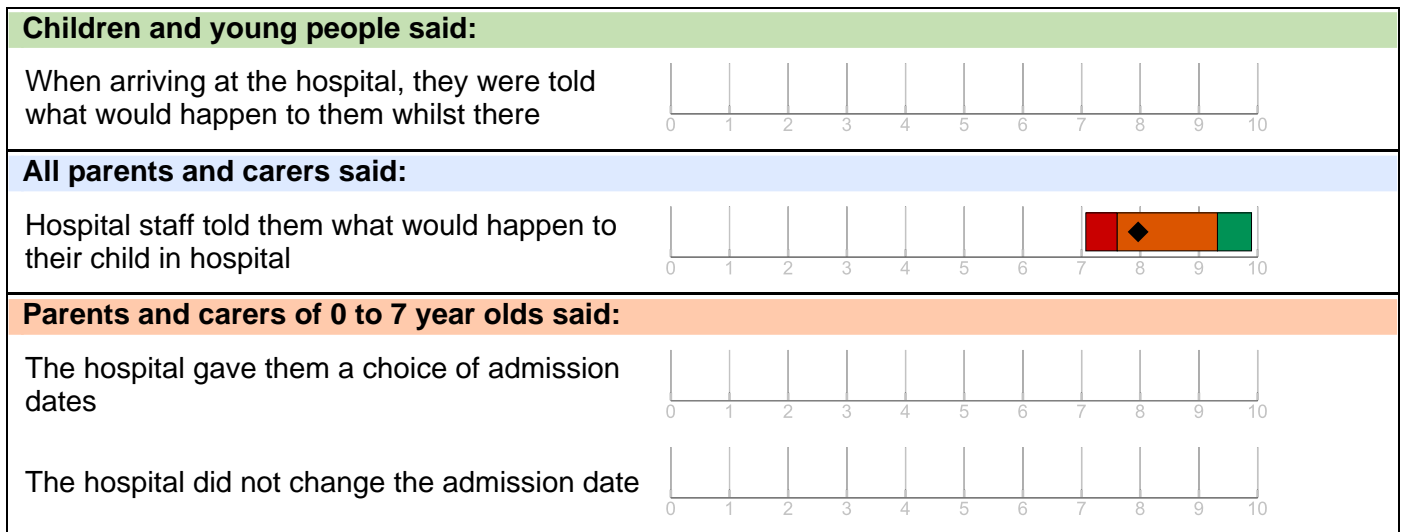 Children and young people said:
When arriving at the hospital, they were told
what would happen to them whilst there
0 1 2 3 4 5 6 7 8 9 10
All parents and carers said:
Hospital staff told them what would happen to
their child in hospital
0 1 2 3 4 5 6 7 8 9 10
Parents and carers of 0 to 7 year olds said:
The hospital gave them a choice of admission
dates
0 1 2 3 4 5 6 7 8 9 10
The hospital did not change the admission date
0 1 2 3 4 5 6 7 8 9 10